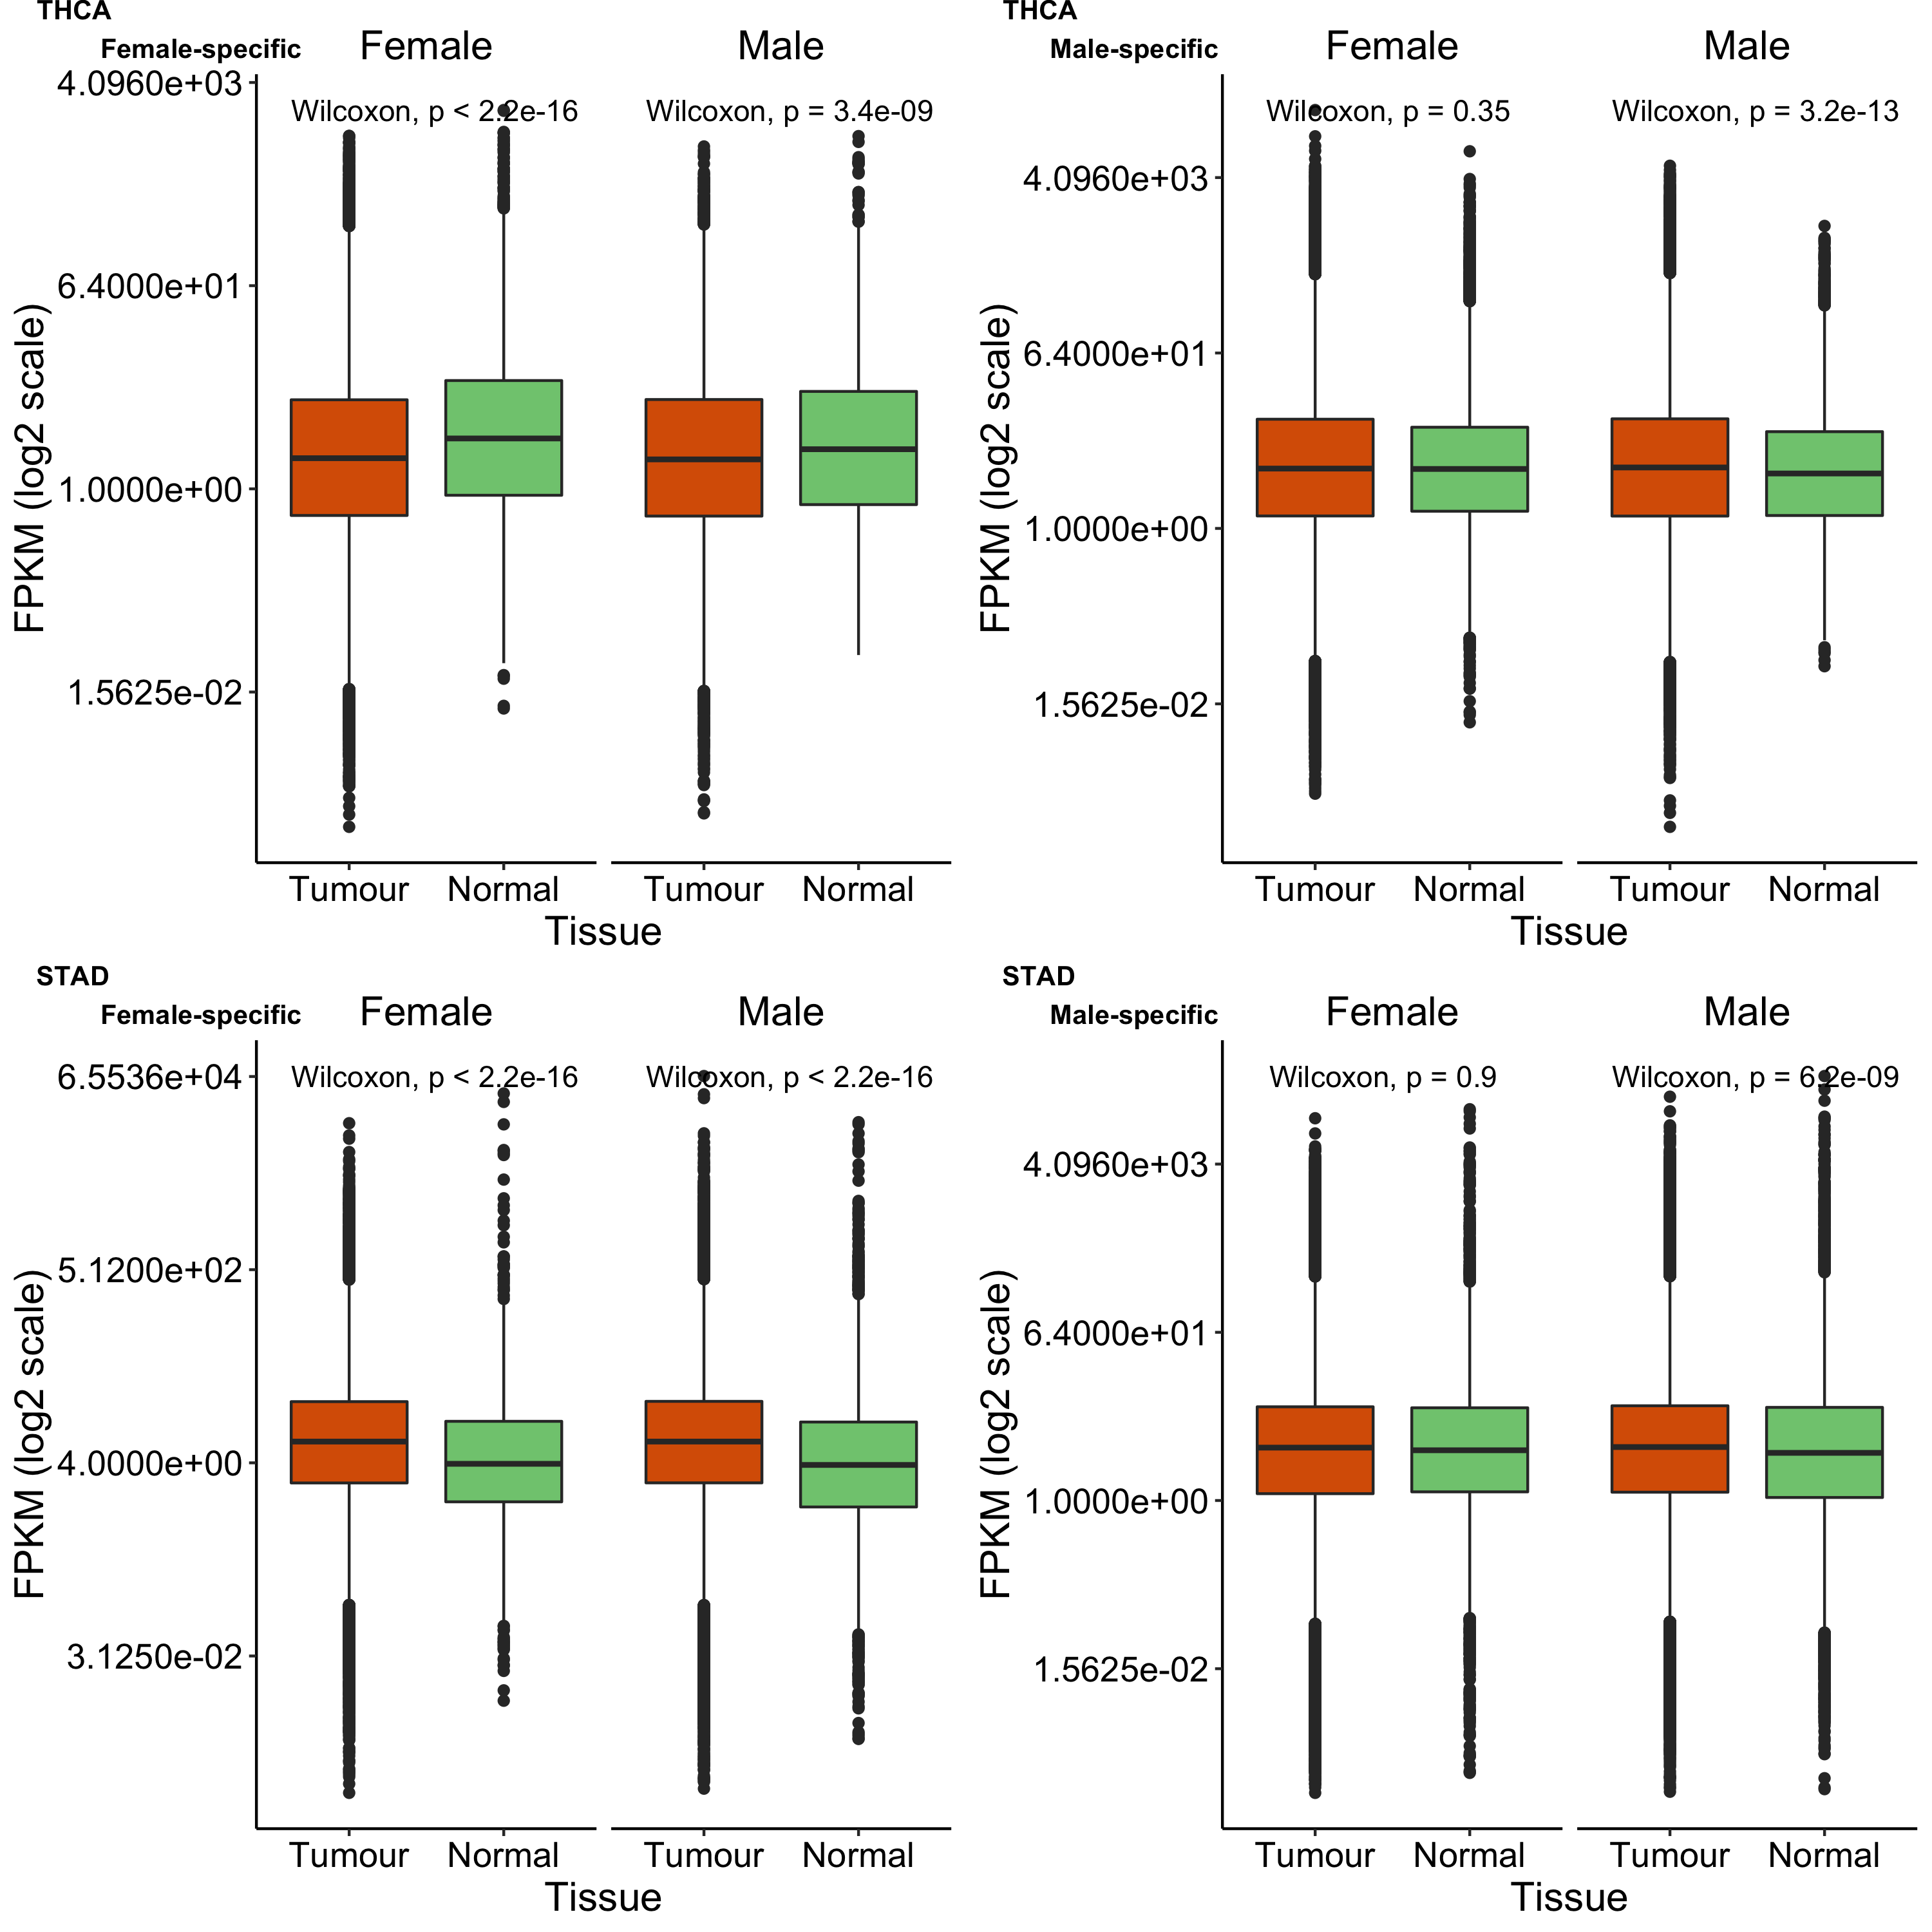 THCA
Female-specific Female Male
4.0960e+03
Wilcoxon, p < 2.2e-16 Wilcoxon, p = 3.4e-09
6.4000e+01
1.0000e+00
1.5625e-02
FPKM (log2 scale)
Tumour Normal Tumour Normal
Tissue
THCA
Male-specific Female Male
Wilcoxon, p = 0.35 Wilcoxon, p = 3.2e-13
4.0960e+03
6.4000e+01
1.0000e+00
1.5625e-02
FPKM (log2 scale)
Tumour Normal Tumour Normal
Tissue
STAD
Female-specific Female Male
6.5536e+04
Wilcoxon, p < 2.2e-16 Wilcoxon, p < 2.2e-16
5.1200e+02
4.0000e+00
3.1250e-02
FPKM (log2 scale)
Tumour Normal Tumour Normal
Tissue
STAD
Male-specific Female Male
Wilcoxon, p = 0.9 Wilcoxon, p = 6.2e-09
4.0960e+03
6.4000e+01
1.0000e+00
1.5625e-02
FPKM (log2 scale)
Tumour Normal Tumour Normal
Tissue